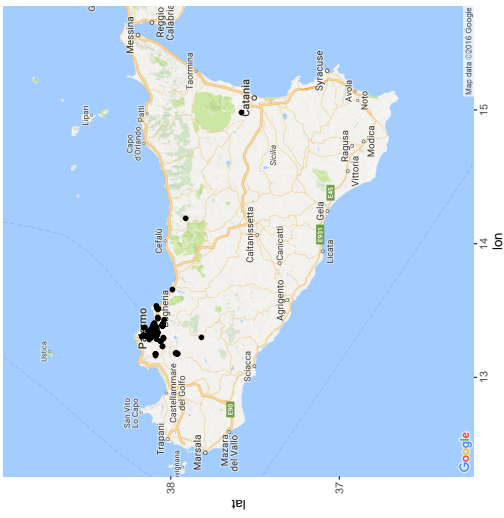 G
Messina
Reggio
Calabria
Lipari
Patti
Capo
d'Orlando
Taormina
Ustica
Cefalù
Palermo
Bagheria
San Vito
Lo Capo
Castellammare
del Golfo
Trapani
vignana
Marsala
Mazara
del Vallo
E90
Sciacca
Agrigento
Canicattì
Caltanissetta
Sicilia
Catania
Syracuse
Avola
Noto
Ragusa
Modica
Vittoria
E45
Gela
E931
Licata
Google
Map data ©2016 Google
38
37
lat
13
14
15
lon